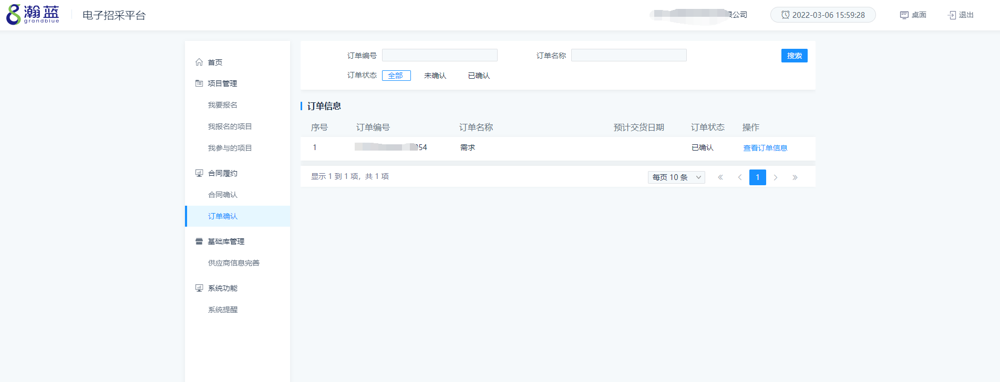 瀚蓝
grandblue
电子招采平台
限公司
2022-03-06 15:59:28
桌面
退出
首页
项目管理
我要报名
我报名的项目
我参与的项目
合同履约
合同确认
订单确认
基础库管理
供应商信息完善
系统功能
系统提醒
订单编号 订单名称 搜索
订单状态 全部 未确认 已确认
订单信息
序号 订单编号 订单名称 预计交货日期 订单状态 操作
1 54 需求 已确认 查看订单信息
显示 1 到 1 项，共 1 项 每页 10 条 « ‹ 1 › »